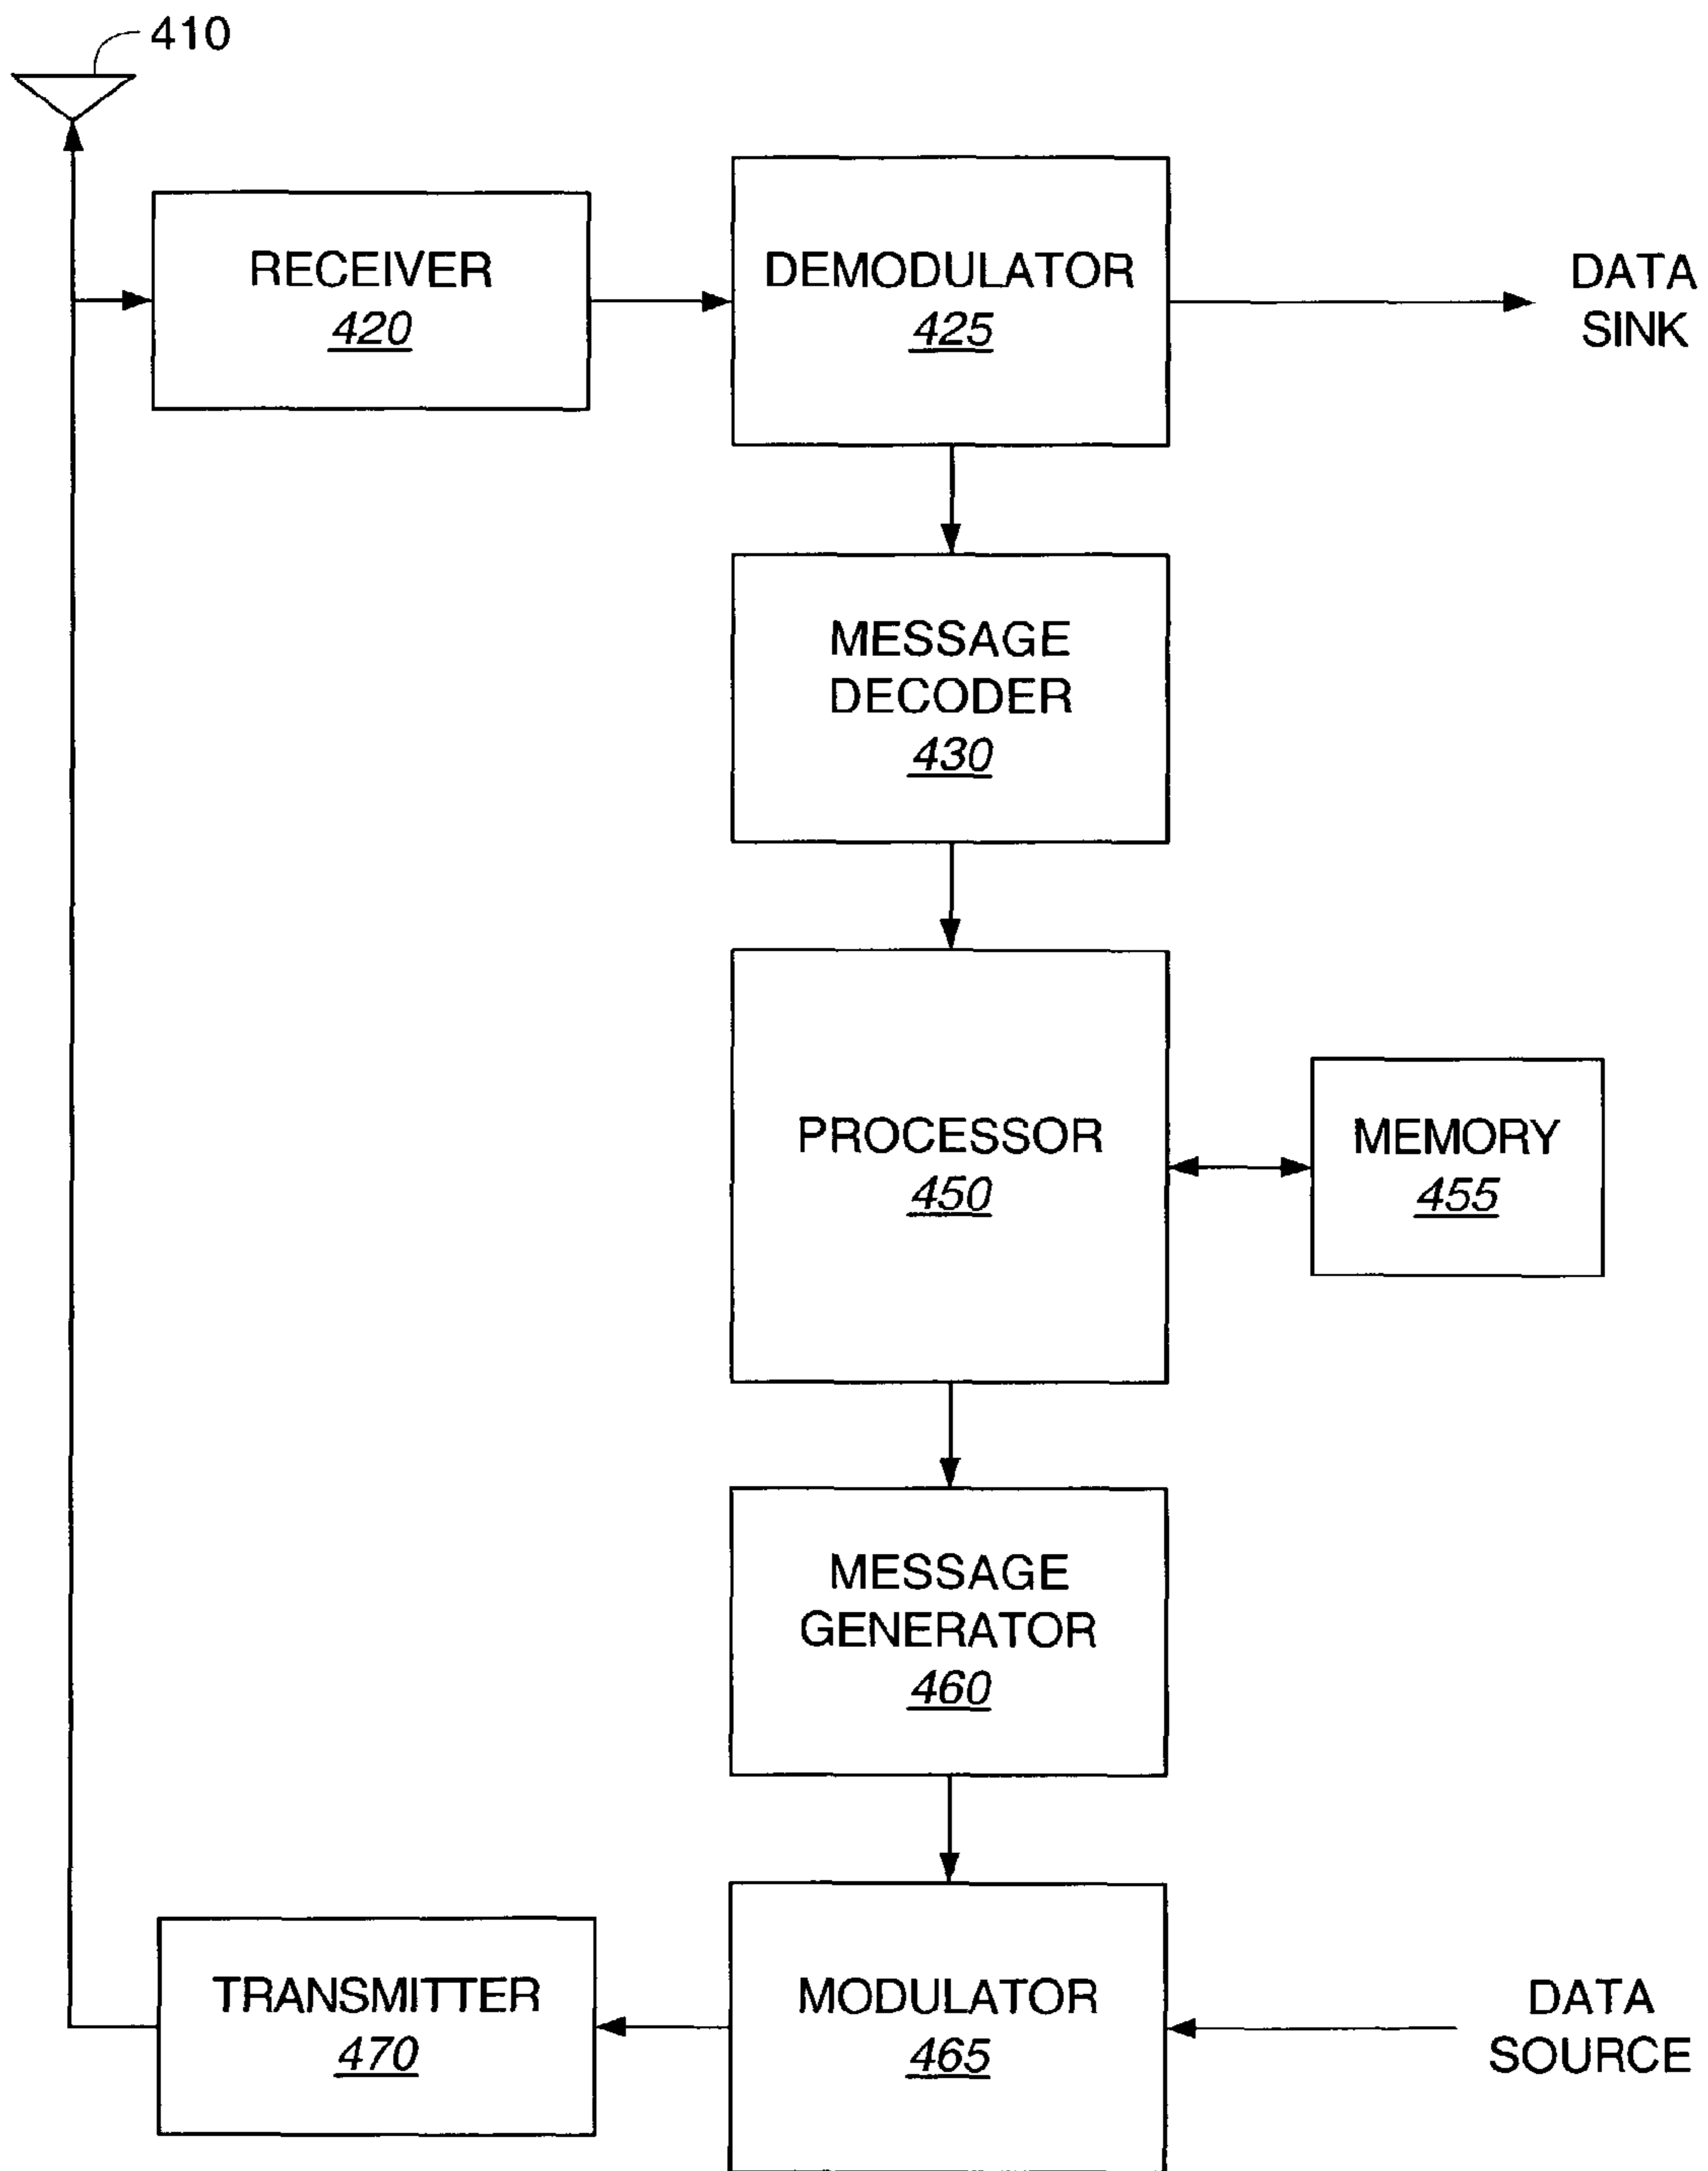 410
RECEIVER
420
DEMODULATOR
425
DATA
SINK
MESSAGE
DECODER
430
PROCESSOR
450
MEMORY
455
MESSAGE
GENERATOR
460
TRANSMITTER
470
MODULATOR
465
DATA
SOURCE